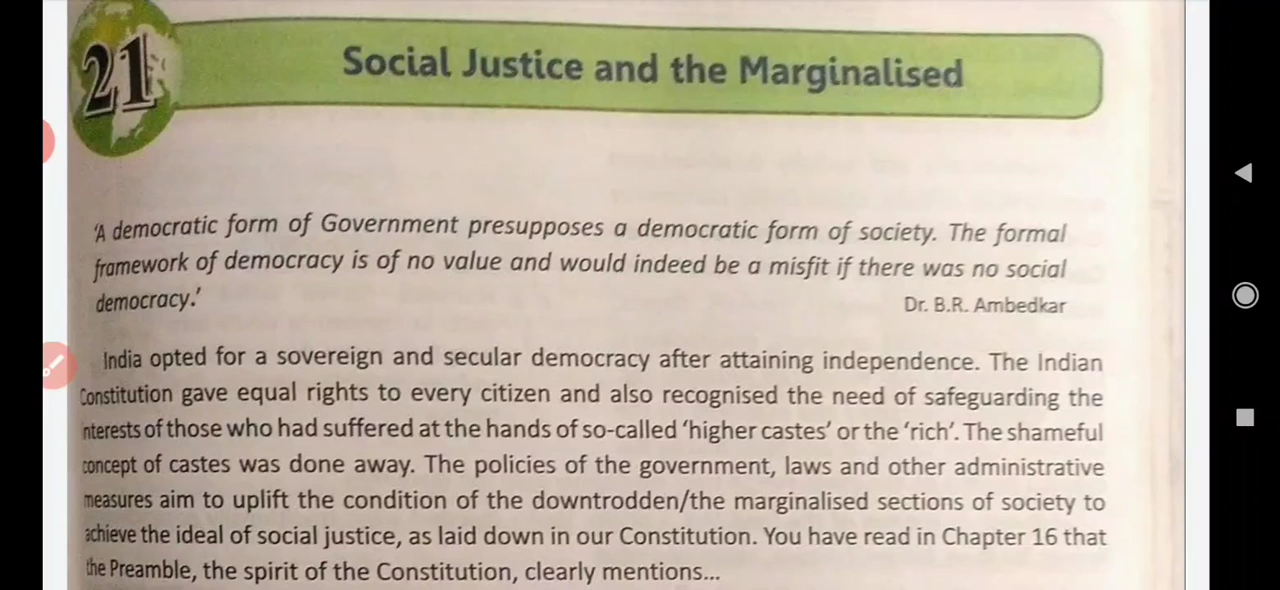 21
Social Justice and the Marginalised
'A democratic form of Government presupposes a democratic form of society. The formal
framework of democracy is of no value and would indeed be a misfit if there was no social
democracy.'
Dr. B.R. Ambedkar
India opted for a sovereign and secular democracy after attaining independence. The Indian
Constitution gave equal rights to every citizen and also recognised the need of safeguarding the
nterests of those who had suffered at the hands of so-called 'higher castes' or the 'rich'. The shameful
concept of castes was done away. The policies of the government, laws and other administrative
measures aim to uplift the condition of the downtrodden/the marginalised sections of society to
achieve the ideal of social justice, as laid down in our Constitution. You have read in Chapter 16 that
the Preamble, the spirit of the Constitution, clearly mentions...